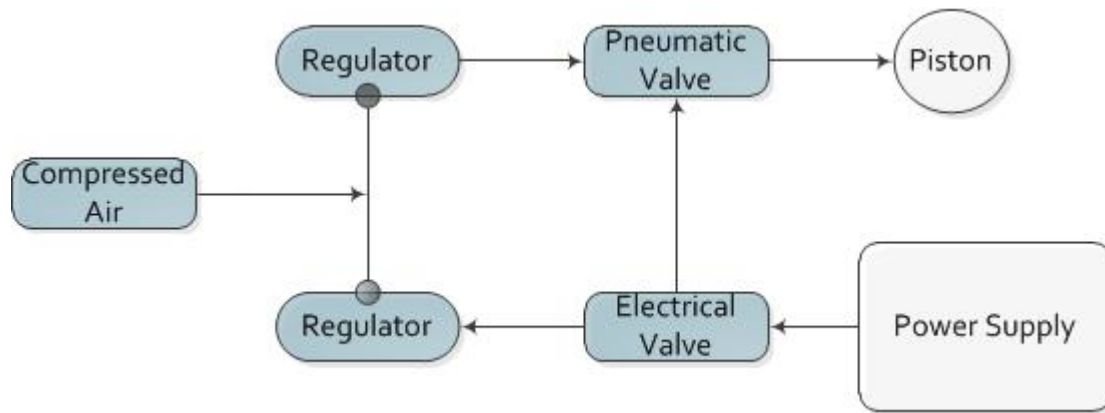 Regulator
Pneumatic
Valve
Piston
Compressed
Air
Regulator
Electrical
Valve
Power Supply